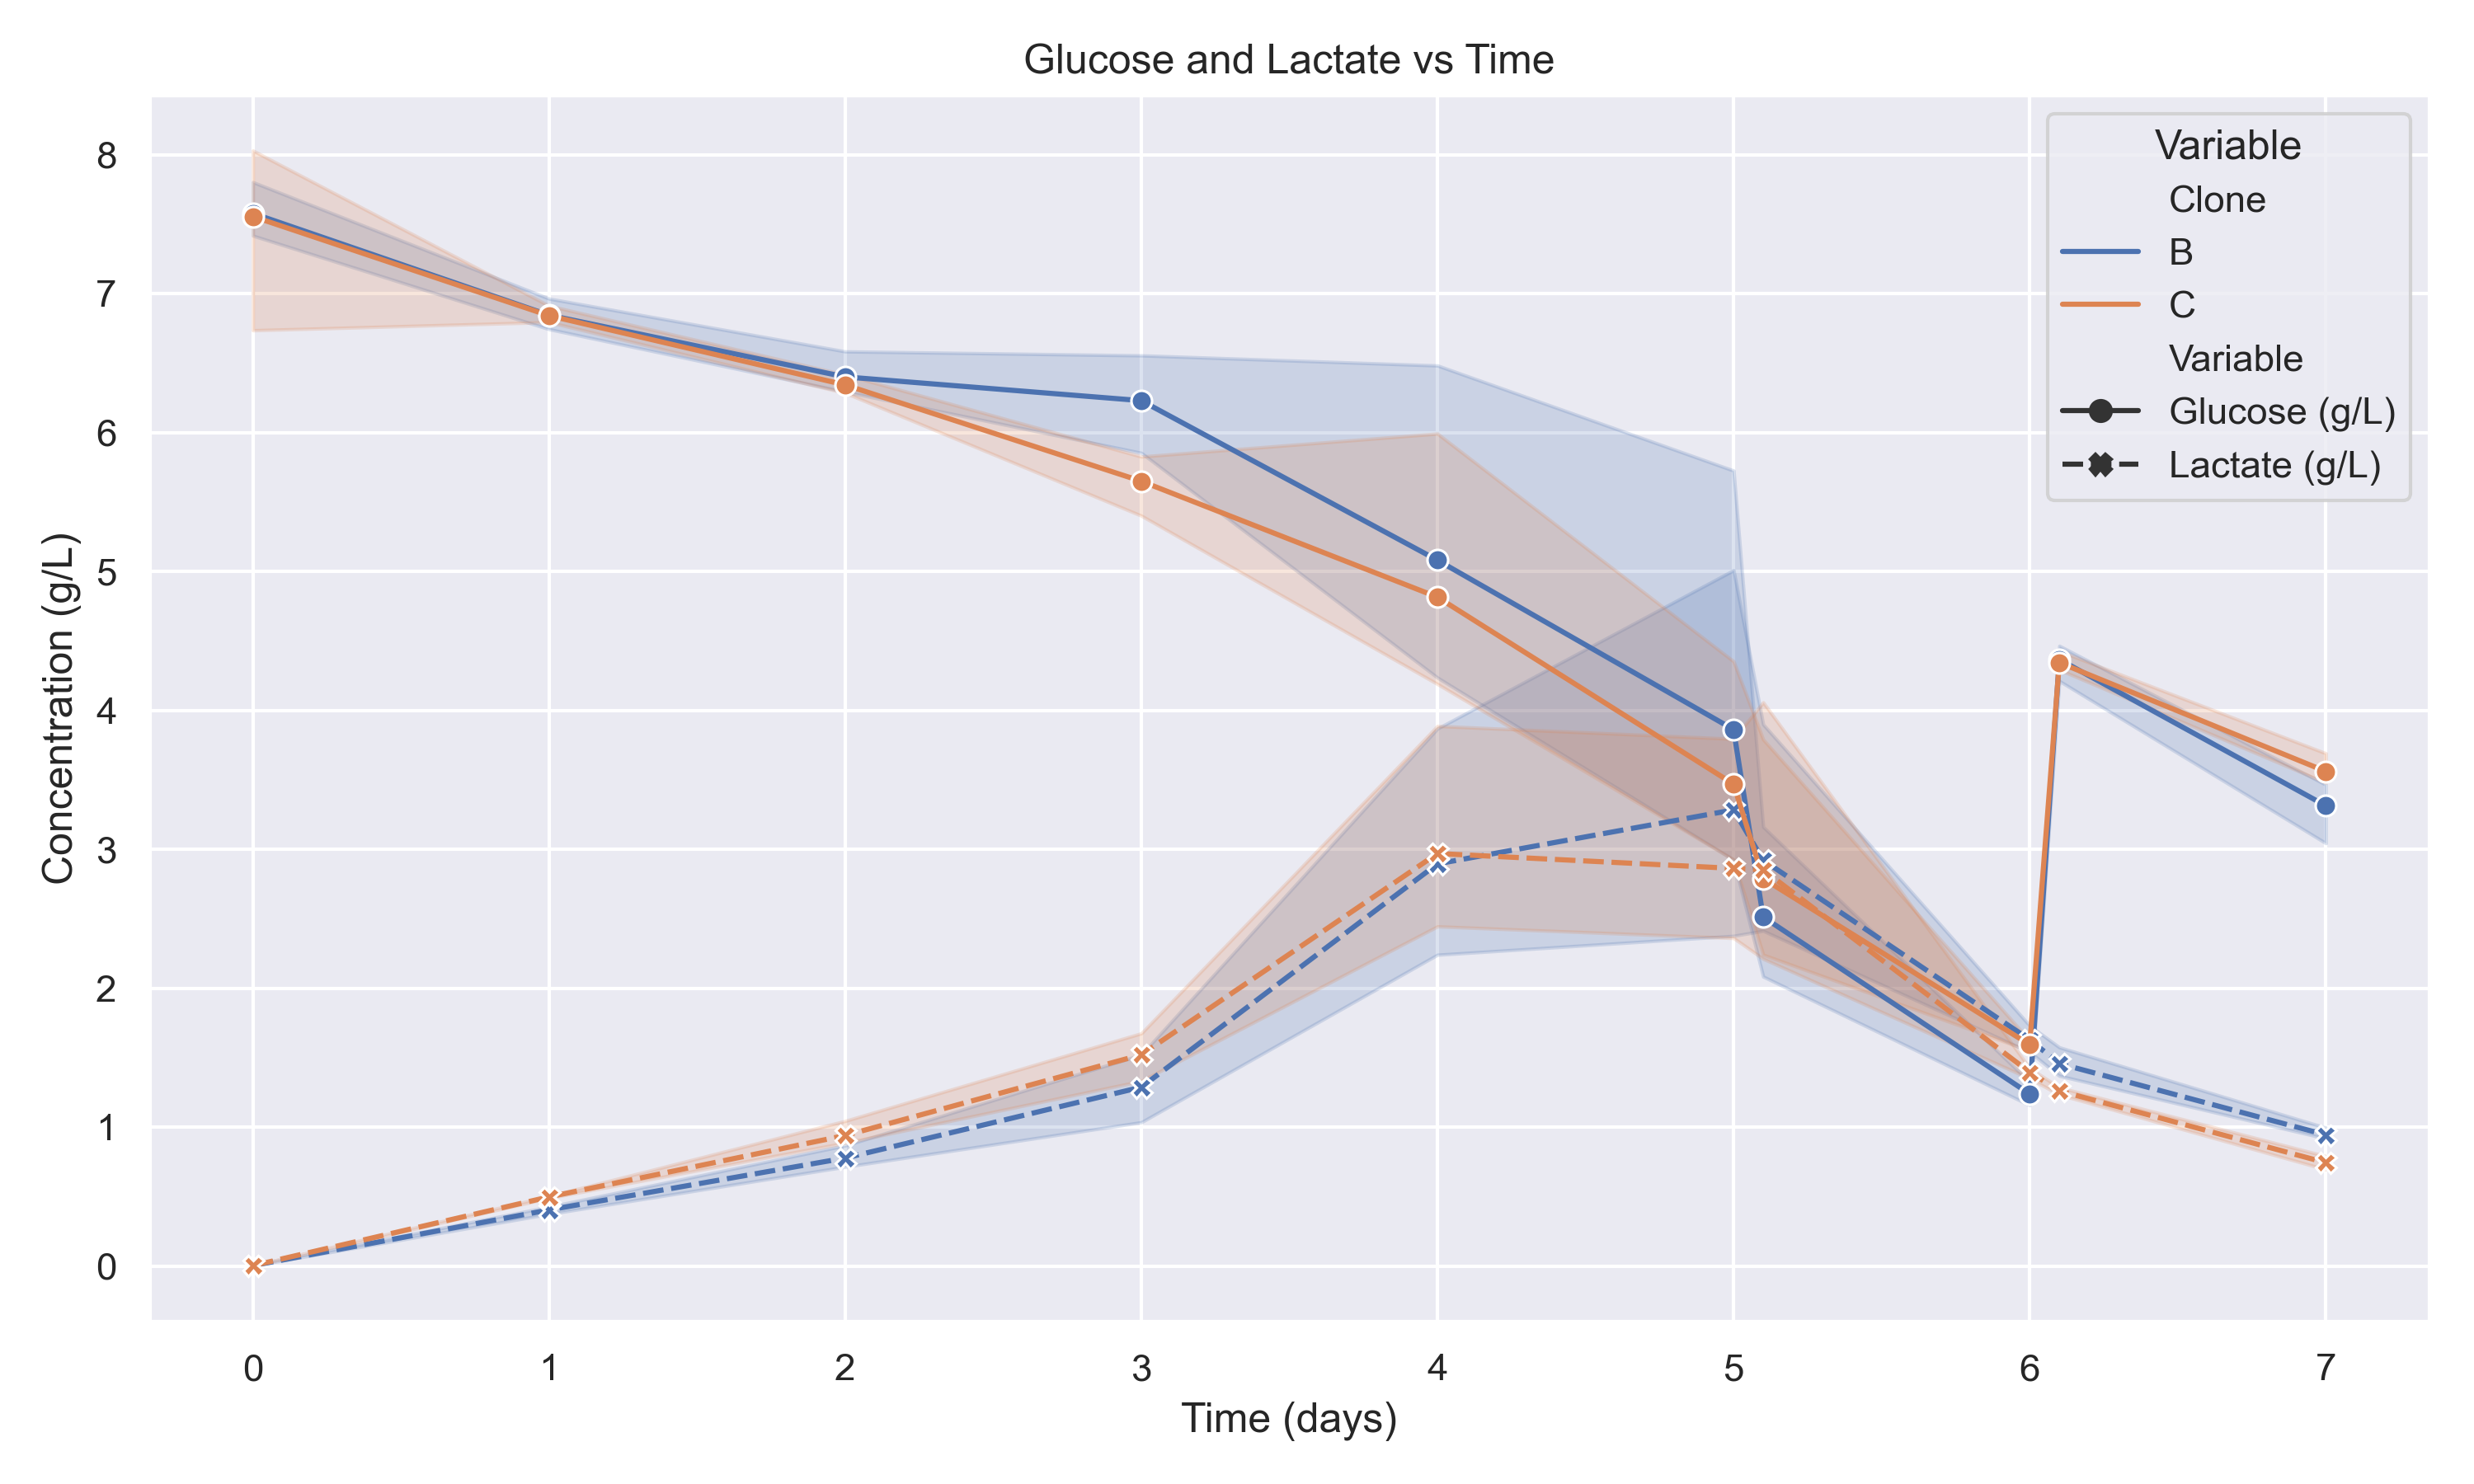 Glucose and Lactate vs Time
Variable
Clone
B
C
Variable
Glucose (g/L)
Lactate (g/L)
Concentration (g/L)
8
7
6
5
4
3
2
1
0
0 1 2 3 4 5 6 7
Time (days)